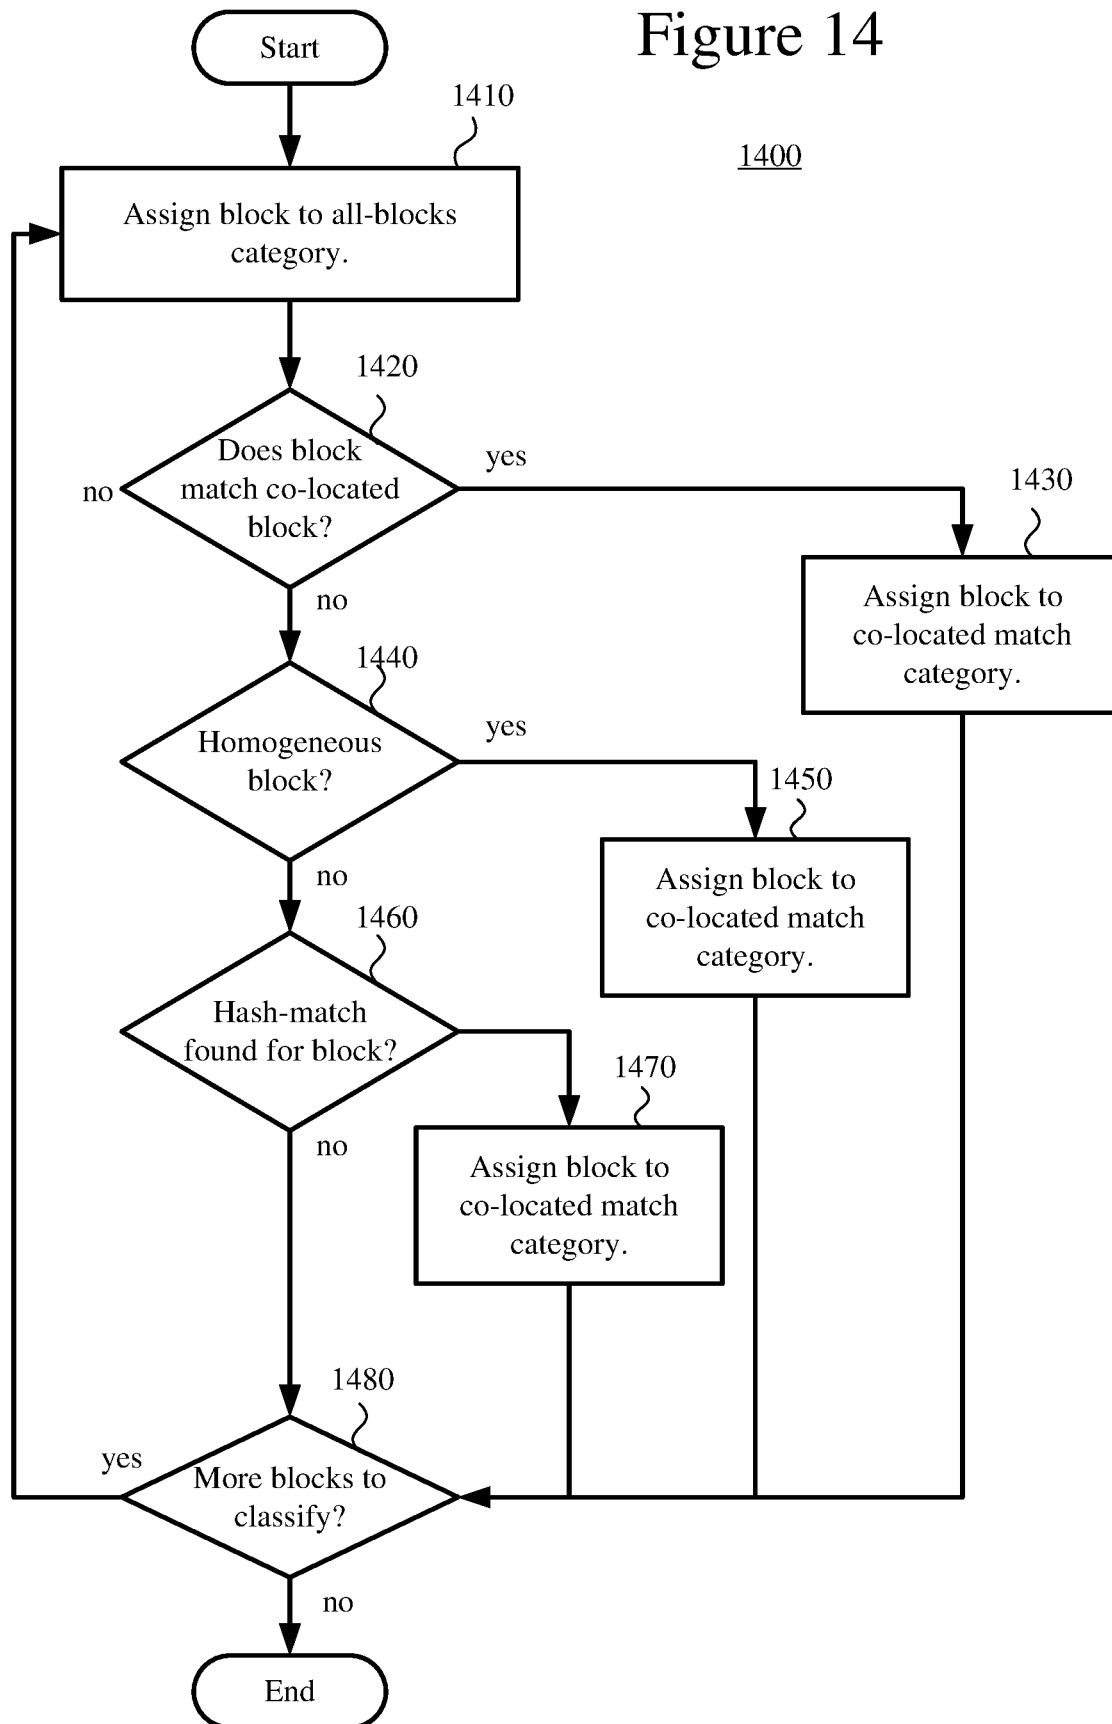 Figure 14
Start
1410
1400
Assign block to all-blocks
category.
1420
Does block
match co-located
block?
no
yes
1430
no
Assign block to
co-located match
category.
1440
Homogeneous
block?
yes
1450
no
Assign block to
co-located match
category.
1460
Hash-match
found for block?
1470
no
Assign block to
co-located match
category.
1480
yes
More blocks to
classify?
no
End